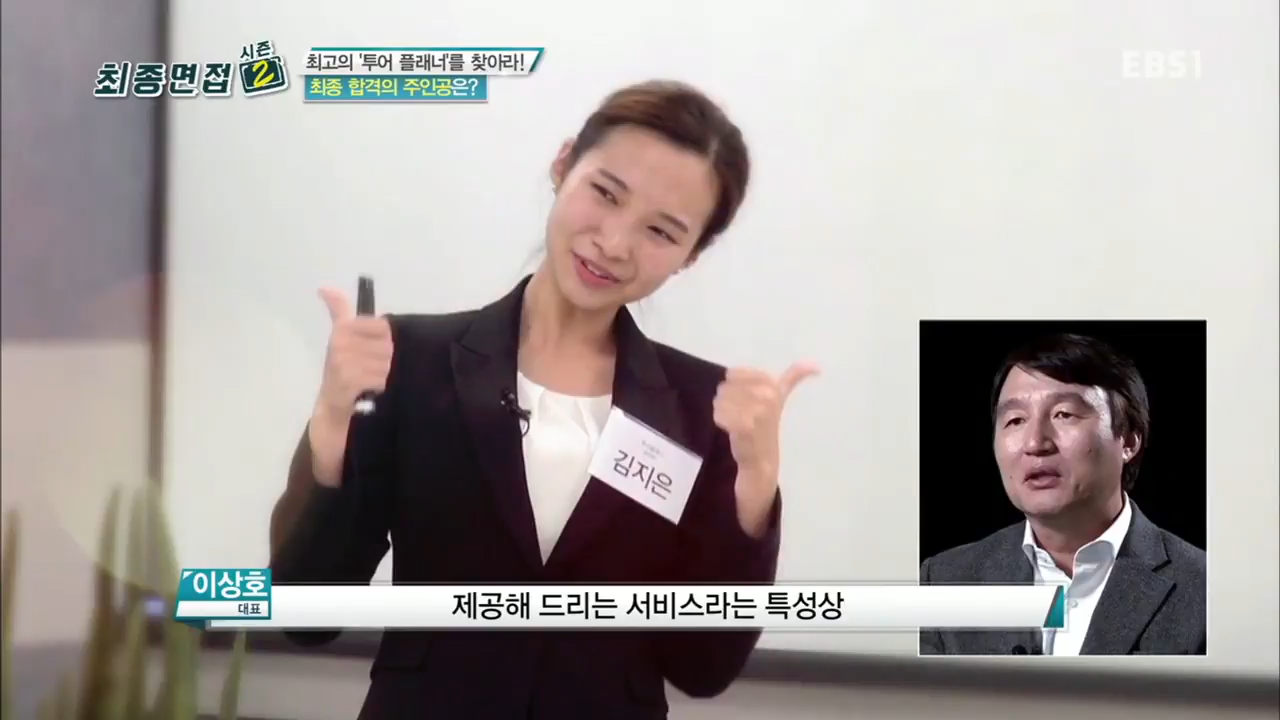 최종면접 시즌 2
최고의 '투어 플래너'를 찾아라!
최종 합격의 주인공은?
EBS1
김지은
이상호
대표
제공해 드리는 서비스라는 특성상